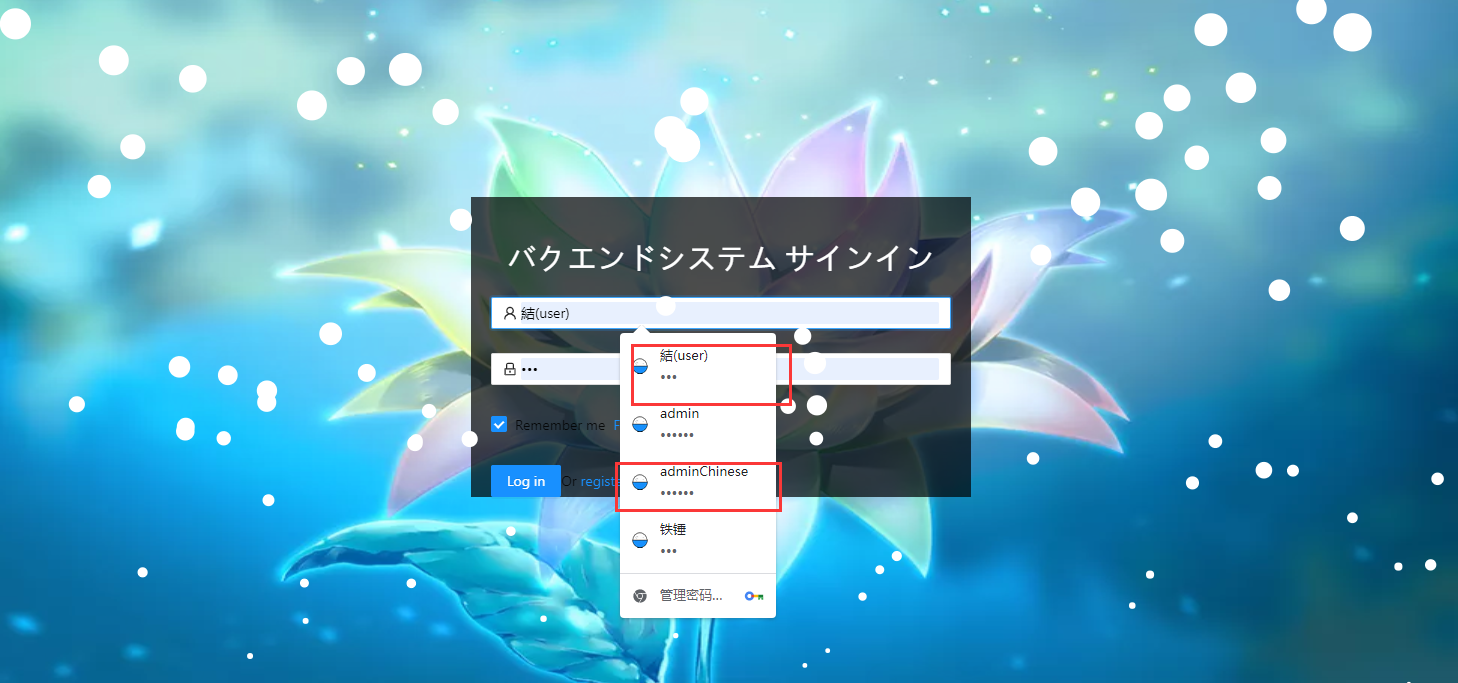 バクエンドシステム サインイン
結(user)
•••
結(user)
•••
admin
••••••
Remember me F
adminChinese
••••••
Log in Or registe
铁锤
•••
管理密码...